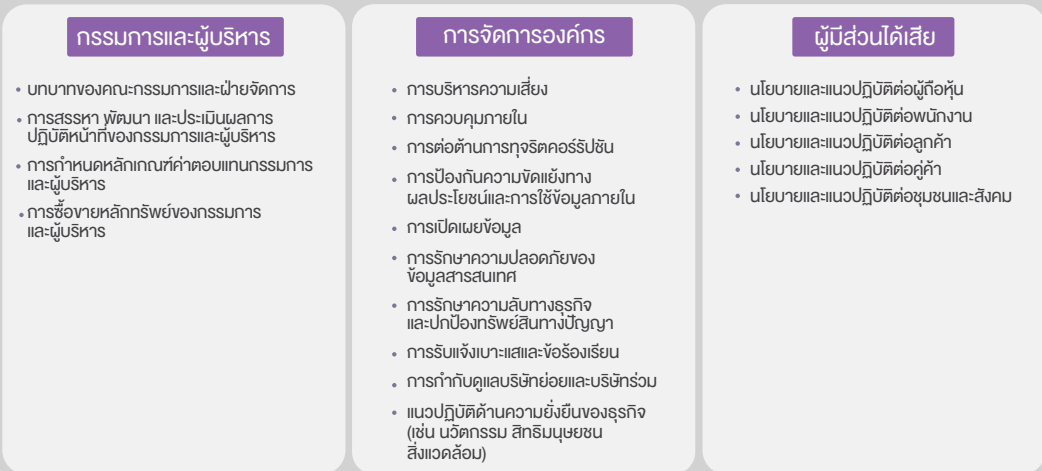 กรรมการและผู้บริหาร
• บทบาทของคณะกรรมการและฝ่ายจัดการ
• การสรรหา พัฒนา และประเมินผลการ
ปฏิบัติหน้าที่ของกรรมการและผู้บริหาร
• การกำหนดหลักเกณฑ์ค่าตอบแทนกรรมการ
และผู้บริหาร
• การซื้อขายหลักทรัพย์ของกรรมการ
และผู้บริหาร
การจัดการองค์กร
• การบริหารความเสี่ยง
• การควบคุมภายใน
• การต่อต้านการทุจริตคอร์รัปชัน
• การป้องกันความขัดแย้งทาง
ผลประโยชน์และการใช้ข้อมูลภายใน
• การเปิดเผยข้อมูล
• การรักษาความปลอดภัยของ
ข้อมูลสารสนเทศ
• การรักษาความลับทางธุรกิจ
และปกป้องทรัพย์สินทางปัญญา
• การรับแจ้งเบาะแสและข้อร้องเรียน
• การกำกับดูแลบริษัทย่อยและบริษัทร่วม
• แนวปฏิบัติด้านความยั่งยืนของธุรกิจ
(เช่น นวัตกรรม สิทธิมนุษยชน
สิ่งแวดล้อม)
ผู้มีส่วนได้เสีย
• นโยบายและแนวปฏิบัติต่อผู้ถือหุ้น
• นโยบายและแนวปฏิบัติต่อพนักงาน
• นโยบายและแนวปฏิบัติต่อลูกค้า
• นโยบายและแนวปฏิบัติต่อคู่ค้า
• นโยบายและแนวปฏิบัติต่อชุมชนและสังคม